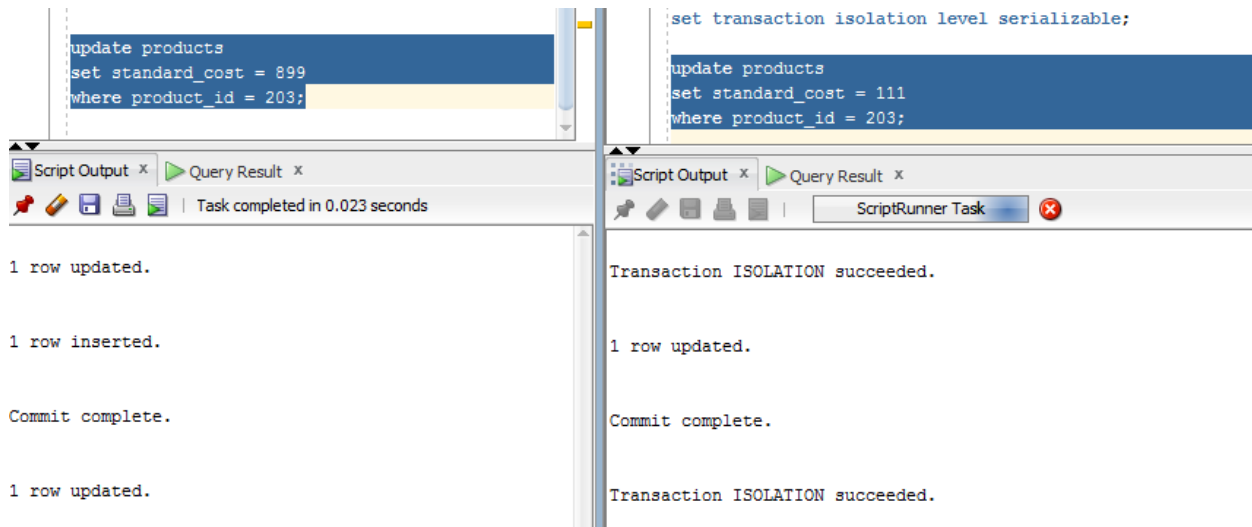 update products
set standard_cost = 899
where product_id = 203;
Script Output x Query Result x
Task completed in 0.023 seconds
1 row updated.
1 row inserted.
Commit complete.
1 row updated.
set transaction isolation level serializable;
update products
set standard_cost = 111
where product_id = 203;
Script Output x Query Result x
ScriptRunner Task
Transaction ISOLATION succeeded.
1 row updated.
Commit complete.
Transaction ISOLATION succeeded.